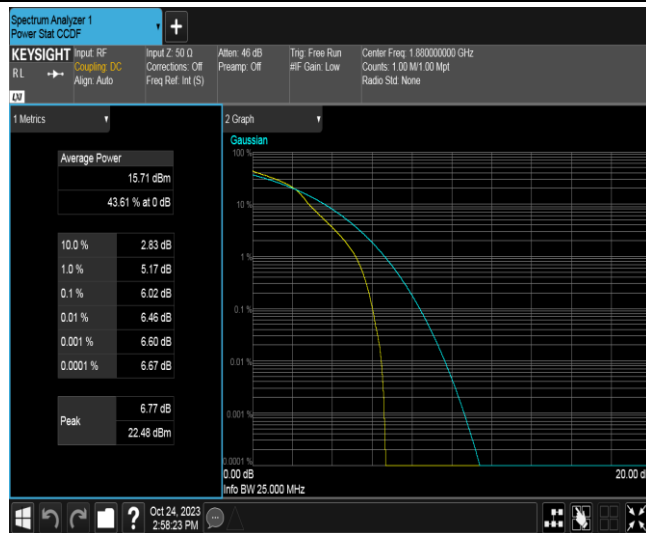 Spectrum Analyzer 1
Power Stat CCDF
+
KEYSIGHT
Input: RF
Coupling: DC
Align: Auto
RL
LXI
Input Z: 50 Ω
Corrections: Off
Freq Ref: Int (S)
Atten: 46 dB
Preamp: Off
Trig: Free Run
#IF Gain: Low
Center Freq: 1.880000000 GHz
Counts: 1.00 M/1.00 Mpt
Radio Std: None
1 Metrics
Average Power
15.71 dBm
43.61 % at 0 dB
10.0 % 2.83 dB
1.0 % 5.17 dB
0.1 % 6.02 dB
0.01 % 6.46 dB
0.001 % 6.60 dB
0.0001 % 6.67 dB
Peak
6.77 dB
22.48 dBm
2 Graph
Gaussian
100 %
10 %
1 %
0.1 %
0.01 %
0.001 %
0.0001 %
0.00 dB
20.00 d
Info BW 25.000 MHz
?
Oct 24, 2023
2:58:23 PM